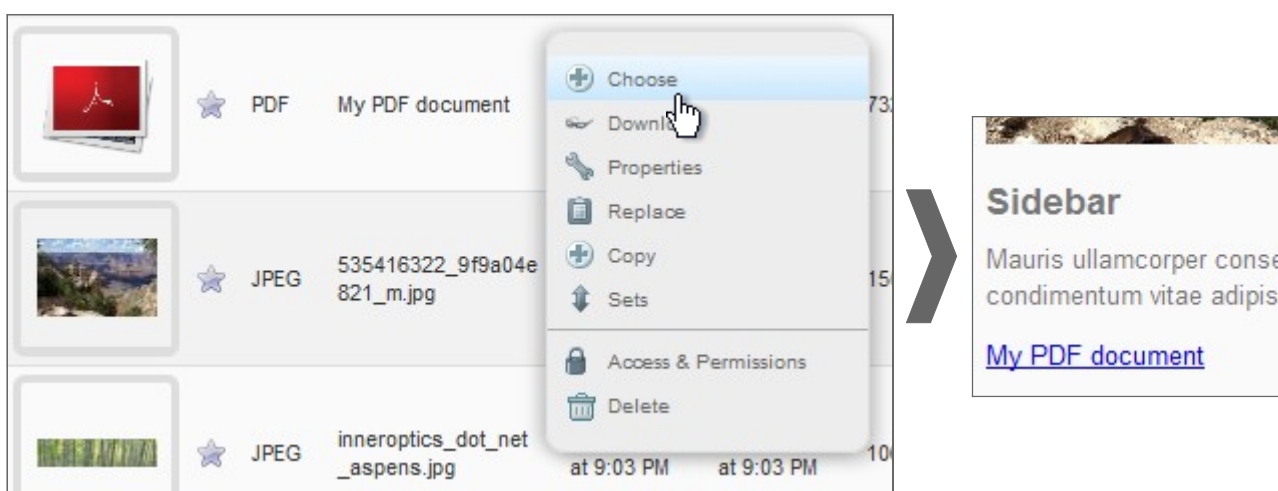 PDF
My PDF document
Choose
Downl
Properties
Replace
Copy
Sets
Access & Permissions
Delete
JPEG
535416322_9f9a04e
821_m.jpg
JPEG
inneroptics_dot_net
_aspens.jpg
at 9:03 PM
at 9:03 PM
Sidebar
Mauris ullamcorper conse
condimentum vitae adipis
My PDF document